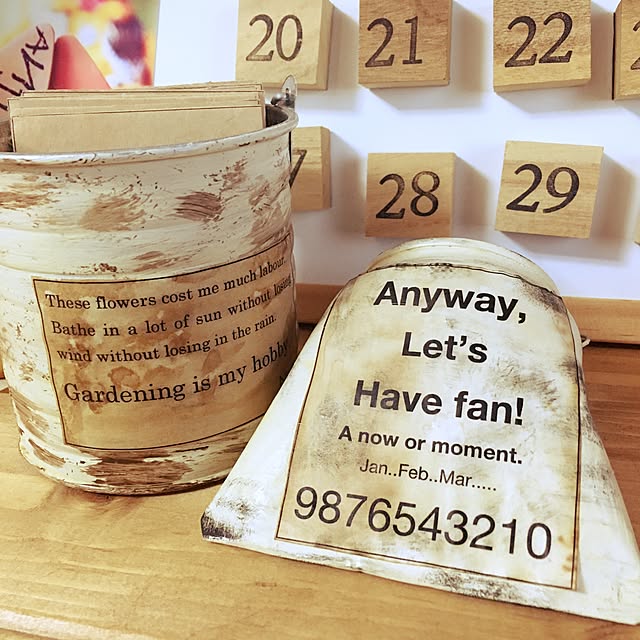 20
21
22
7
28
29
These flowers cost me much labour.
Bathe in a lot of sun without losing
wind without losing in the rain.
Gardening is my hobby
Anyway,
Let's
Have fan!
A now or moment.
Jan..Feb..Mar.....
9876543210